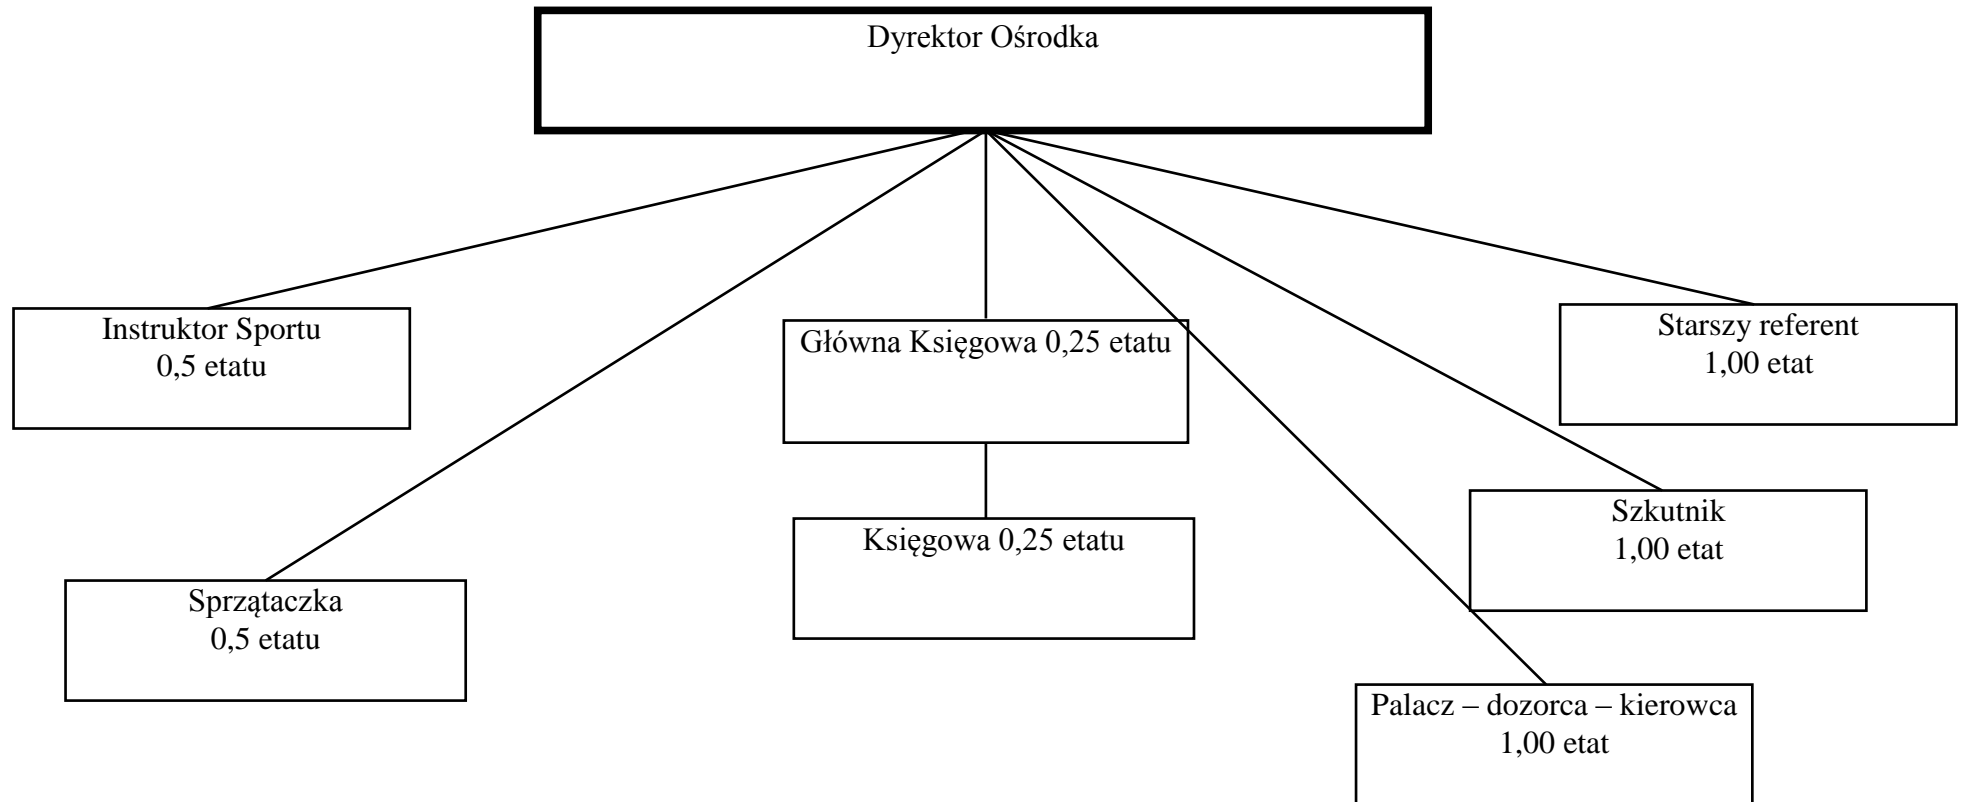 Dyrektor Ośrodka
Instruktor Sportu
0,5 etatu
Główna Księgowa 0,25 etatu
Starszy referent
1,00 etat
Szkutnik
1,00 etat
Księgowa 0,25 etatu
Sprzątaczka
0,5 etatu
Palacz – dozorca – kierowca
1,00 etat